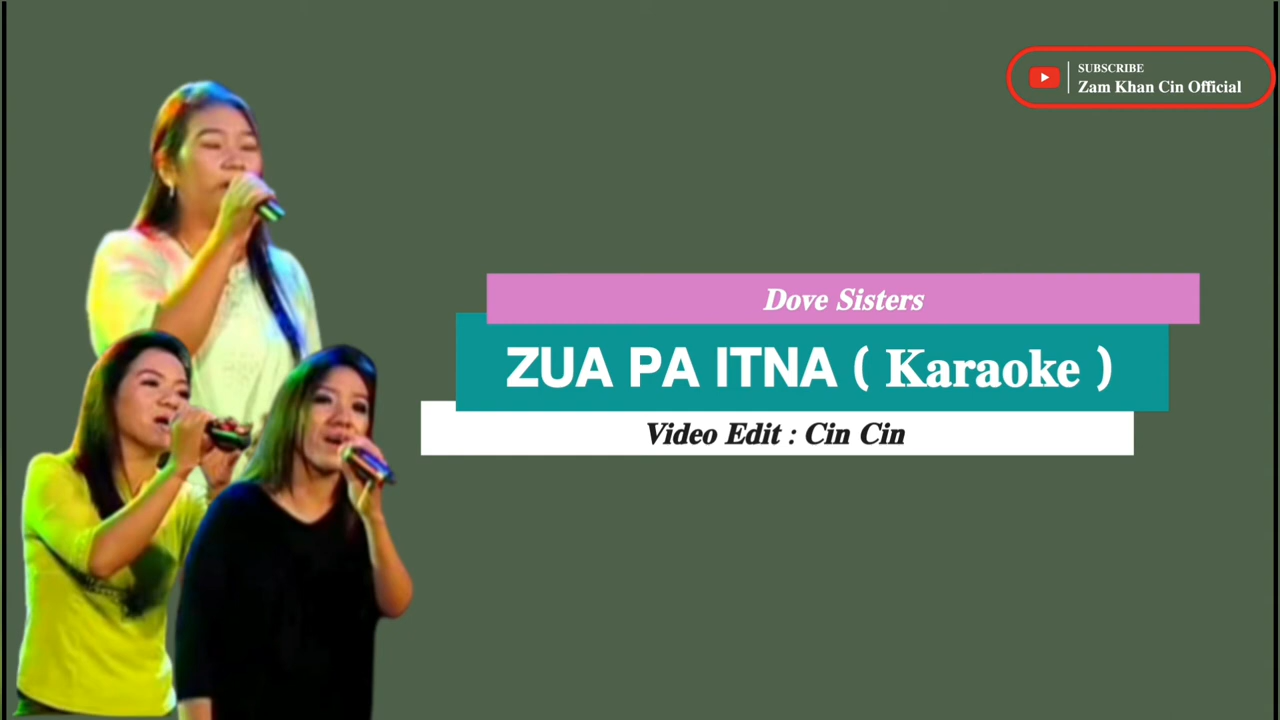 SUBSCRIBE
Zam Khan Cin Official
Dove Sisters
ZUA PA ITNA ( Karaoke )
Video Edit : Cin Cin